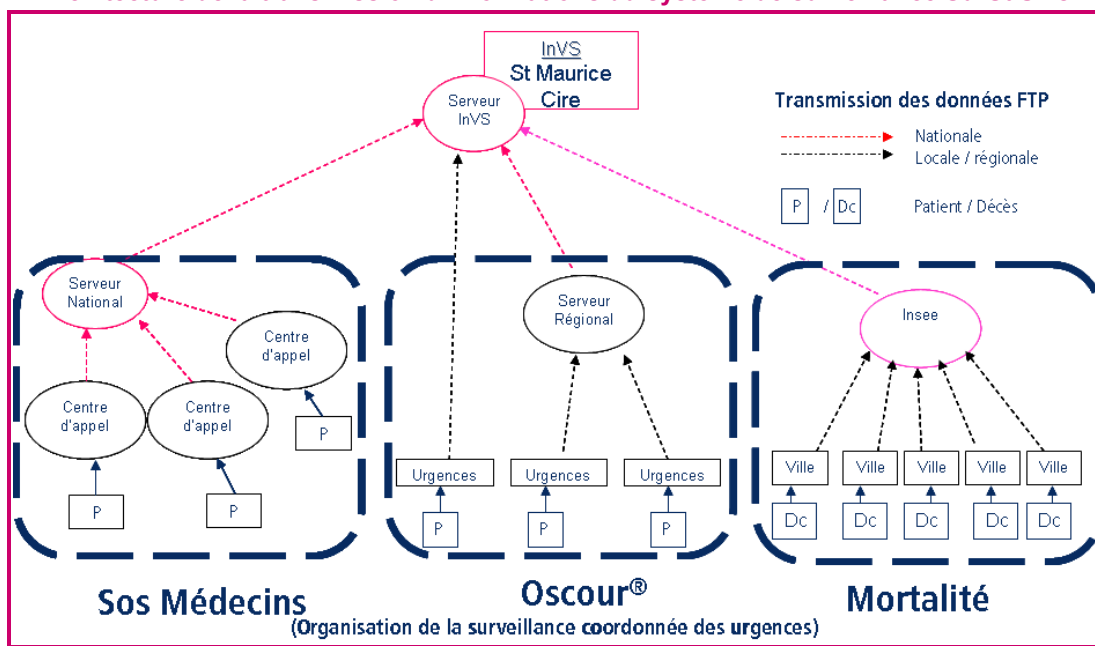 InVS
St Maurice
Cire
Serveur
InVS
Transmission des données FTP
Nationale
Locale / régionale
P / Dc Patient / Décès
Serveur
National
Centre
d'appel
Centre
d'appel
Centre
d'appel
P
P
P
Serveur
Régional
Urgences
Urgences
Urgences
P
P
P
Insee
Ville
Ville
Ville
Ville
Ville
Dc
Dc
Dc
Dc
Dc
Sos Médecins
Oscour®
(Organisation de la surveillance coordonnée des urgences)
Mortalité